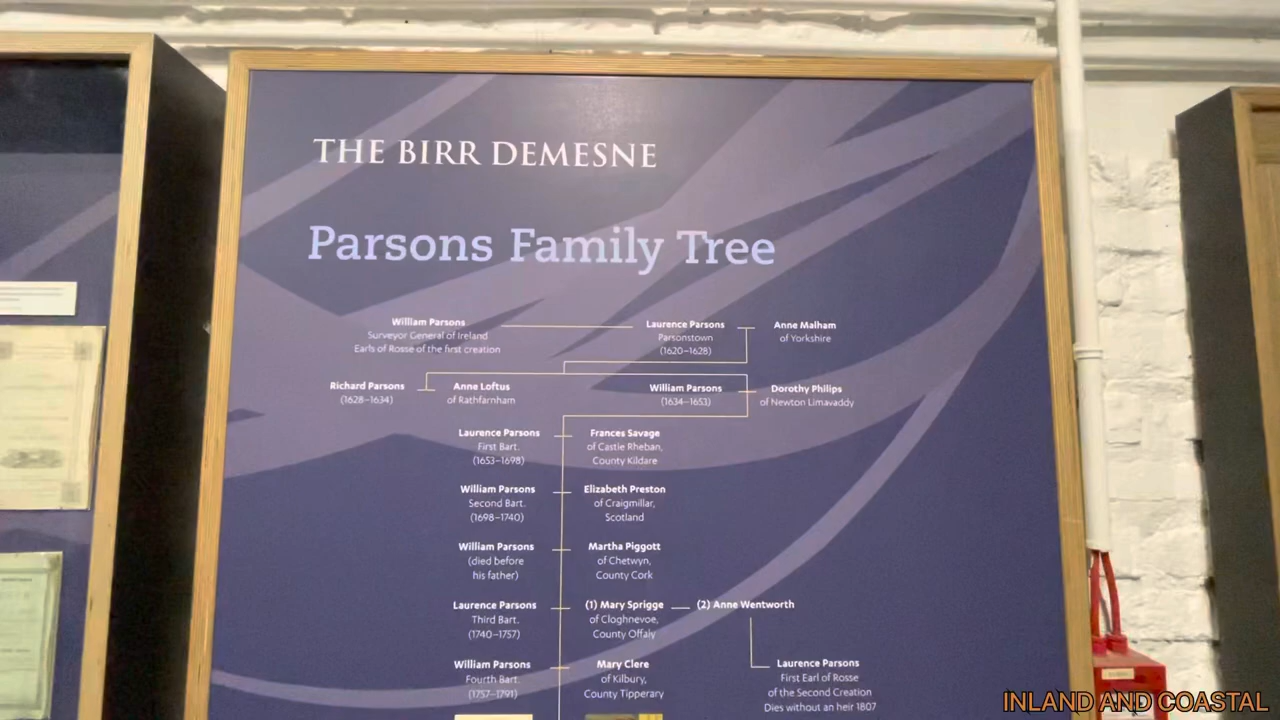 THE BIRR DEMESNE
Parsons Family Tree
William Parsons
Surveyor General of Ireland
Earls of Rosse of the first creation
Laurence Parsons
Parsonstown
(1620–1628)
Anne Malham
of Yorkshire
Richard Parsons
(1628–1634)
Anne Loftus
of Rathfarnham
William Parsons
(1634–1653)
Dorothy Philips
of Newton Limavaddy
Laurence Parsons
First Bart.
(1653–1698)
Frances Savage
of Castle Rheban,
County Kildare
William Parsons
Second Bart.
(1698–1740)
Elizabeth Preston
of Craigmillar,
Scotland
William Parsons
(died before
his father)
Martha Piggott
of Chetwyn,
County Cork
Laurence Parsons
Third Bart.
(1740–1757)
(1) Mary Sprigge
of Cloghnevoe,
County Offaly
(2) Anne Wentworth
William Parsons
Fourth Bart.
(1757–1791)
Mary Clere
of Kilbury,
County Tipperary
Laurence Parsons
First Earl of Rosse
of the Second Creation
Dies without an heir 1807
INLAND AND COASTAL